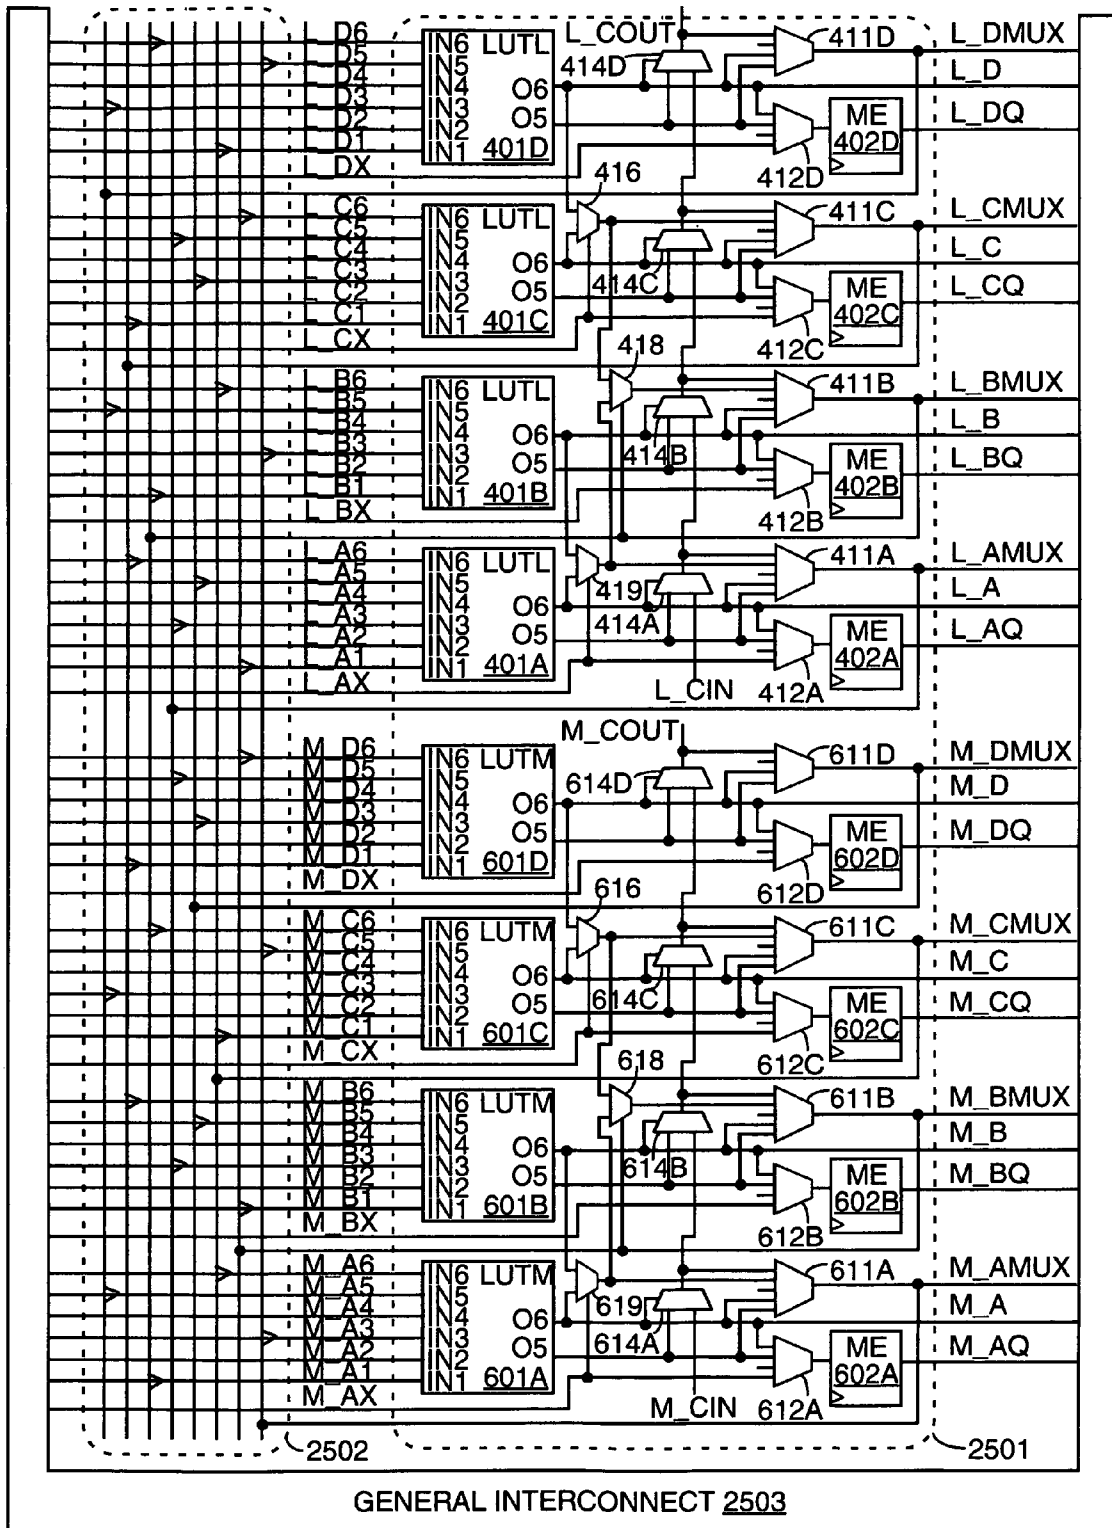 L_D6
L_D5
L_D4
L_D3
L_D2
L_D1
L_DX
IN6 LUTL
IN5
IN4
IN3
IN2
IN1
O6
O5
401D
L_COUT
414D
411D
412D
ME
402D
L_DMUX
L_D
L_DQ
416
L_C6
L_C5
L_C4
L_C3
L_C2
L_C1
L_CX
IN6 LUTL
IN5
IN4
IN3
IN2
IN1
O6
O5
401C
414C
411C
412C
ME
402C
L_CMUX
L_C
L_CQ
418
L_B6
L_B5
L_B4
L_B3
L_B2
L_B1
L_BX
IN6 LUTL
IN5
IN4
IN3
IN2
IN1
O6
O5
401B
414B
411B
412B
ME
402B
L_BMUX
L_B
L_BQ
L_A6
L_A5
L_A4
L_A3
L_A2
L_A1
L_AX
IN6 LUTL
IN5
IN4
IN3
IN2
IN1
O6
O5
401A
419
414A
L_CIN
411A
412A
ME
402A
L_AMUX
L_A
L_AQ
M_D6
M_D5
M_D4
M_D3
M_D2
M_D1
M_DX
IN6 LUTM
IN5
IN4
IN3
IN2
IN1
O6
O5
601D
M_COUT
614D
611D
612D
ME
602D
M_DMUX
M_D
M_DQ
616
M_C6
M_C5
M_C4
M_C3
M_C2
M_C1
M_CX
IN6 LUTM
IN5
IN4
IN3
IN2
IN1
O6
O5
601C
614C
611C
612C
ME
602C
M_CMUX
M_C
M_CQ
618
M_B6
M_B5
M_B4
M_B3
M_B2
M_B1
M_BX
IN6 LUTM
IN5
IN4
IN3
IN2
IN1
O6
O5
601B
614B
611B
612B
ME
602B
M_BMUX
M_B
M_BQ
M_A6
M_A5
M_A4
M_A3
M_A2
M_A1
M_AX
IN6 LUTM
IN5
IN4
IN3
IN2
IN1
O6
O5
601A
619
614A
M_CIN
611A
612A
ME
602A
M_AMUX
M_A
M_AQ
2502
2501
GENERAL INTERCONNECT 2503